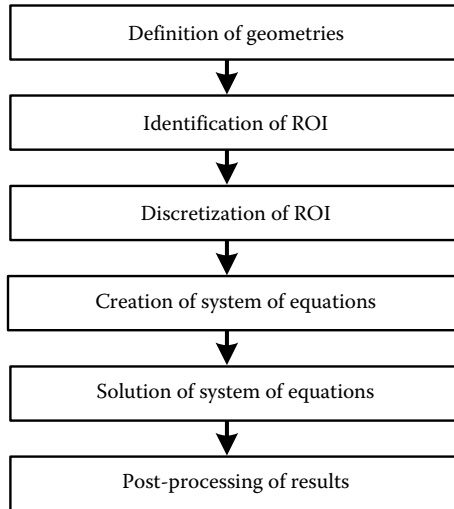 Definition of geometries
Identification of ROI
Discretization of ROI
Creation of system of equations
Solution of system of equations
Post-processing of results